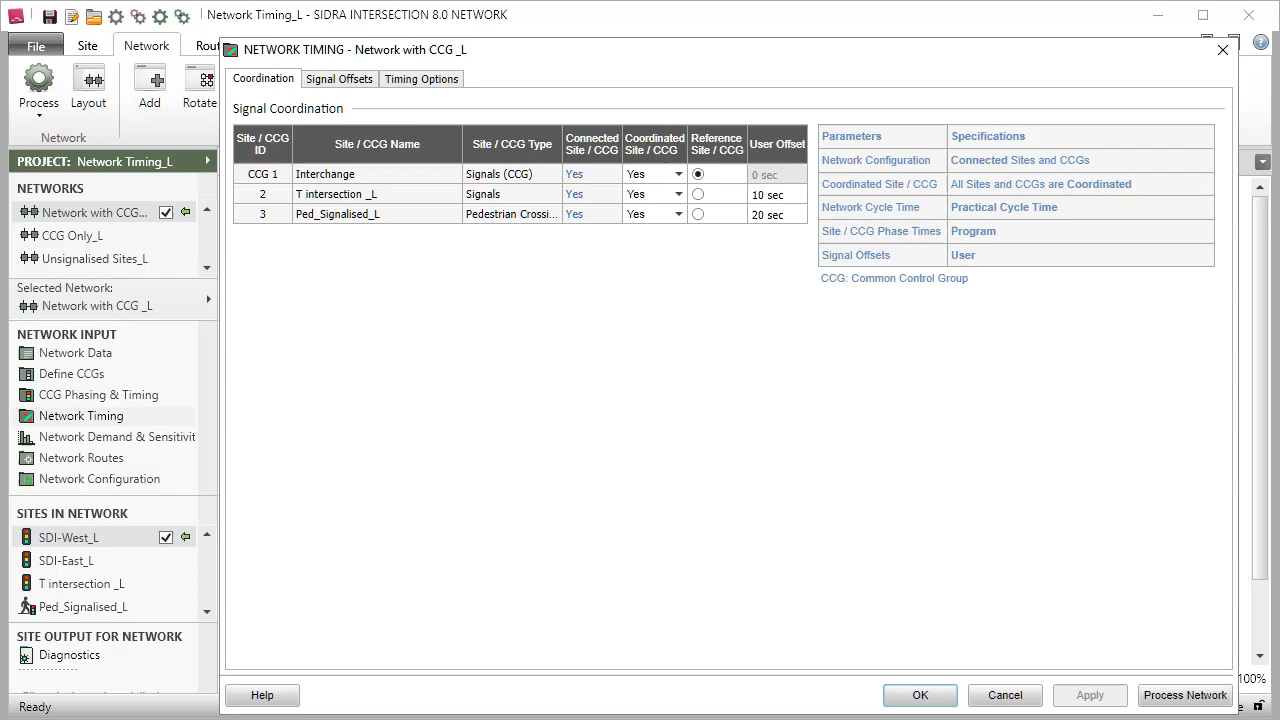 Network Timing_L - SIDRA INTERSECTION 8.0 NETWORK
File Site Network Rout
Process Layout Add Rotate
Network
PROJECT: Network Timing_L
NETWORKS
Network with CCG...
CCG Only_L
Unsignalised Sites_L
Selected Network:
Network with CCG _L
NETWORK INPUT
Network Data
Define CCGs
CCG Phasing & Timing
Network Timing
Network Demand & Sensitivit
Network Routes
Network Configuration
SITES IN NETWORK
SDI-West_L
SDI-East_L
T intersection _L
Ped_Signalised_L
SITE OUTPUT FOR NETWORK
Diagnostics
Ready
NETWORK TIMING - Network with CCG _L
Coordination Signal Offsets Timing Options
Signal Coordination
Site / CCG ID Site / CCG Name Site / CCG Type Connected Site / CCG Coordinated Site / CCG Reference Site / CCG User Offset
CCG 1 Interchange Signals (CCG) Yes Yes 0 sec
2 T intersection _L Signals Yes Yes 10 sec
3 Ped_Signalised_L Pedestrian Crossi... Yes Yes 20 sec
Parameters Specifications
Network Configuration Connected Sites and CCGs
Coordinated Site / CCG All Sites and CCGs are Coordinated
Network Cycle Time Practical Cycle Time
Site / CCG Phase Times Program
Signal Offsets User
CCG: Common Control Group
Help OK Cancel Apply Process Network
100%